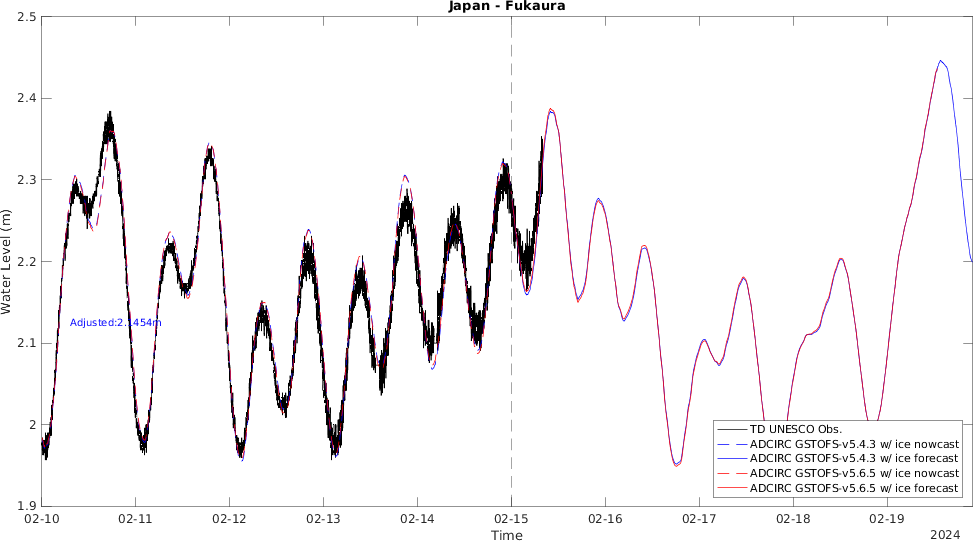 Japan - Fukaura
2.5
2.4
2.3
2.2
2.1
2
1.9
Water Level (m)
Adjusted:2.1454m
TD UNESCO Obs.
ADCIRC GSTOFS-v5.4.3 w/ ice nowcast
ADCIRC GSTOFS-v5.4.3 w/ ice forecast
ADCIRC GSTOFS-v5.6.5 w/ ice nowcast
ADCIRC GSTOFS-v5.6.5 w/ ice forecast
02-10 02-11 02-12 02-13 02-14 02-15 02-16 02-17 02-18 02-19
Time
2024